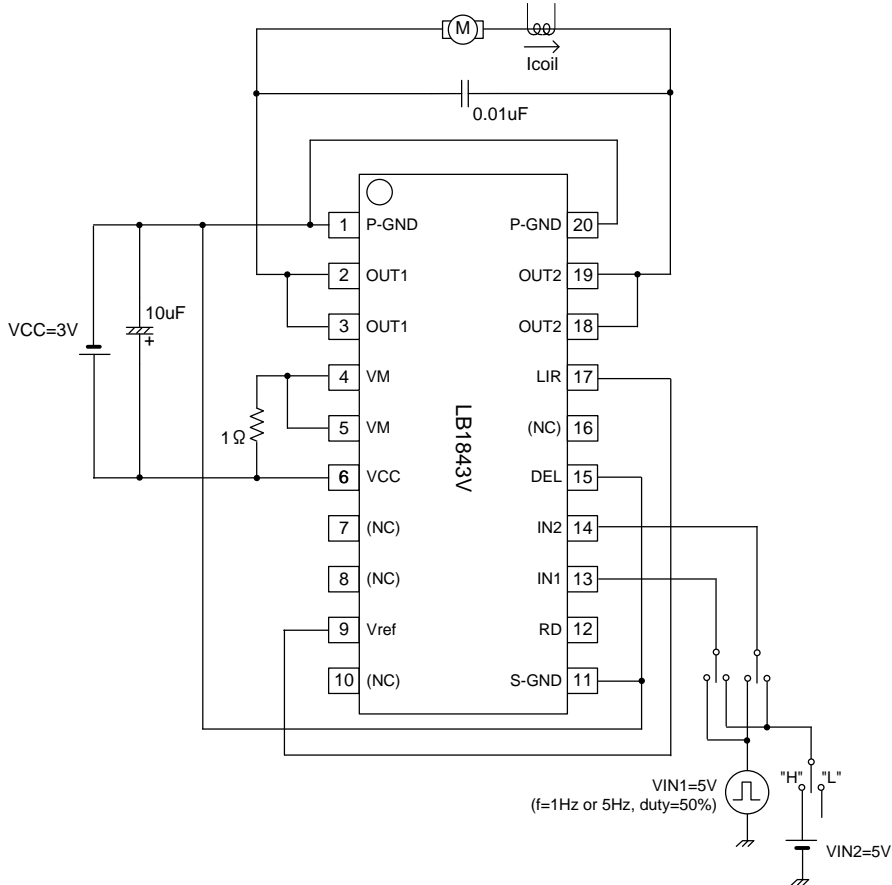 M
Icoil
0.01uF
1 P-GND P-GND 20
2 OUT1 OUT2 19
10uF
+
3 OUT1 OUT2 18
VCC=3V
4 VM LIR 17
1Ω
5 VM (NC) 16
LB1843V
6 VCC DEL 15
7 (NC) IN2 14
8 (NC) IN1 13
9 Vref RD 12
10 (NC) S-GND 11
"H" "L"
VIN1=5V
(f=1Hz or 5Hz, duty=50%)
VIN2=5V